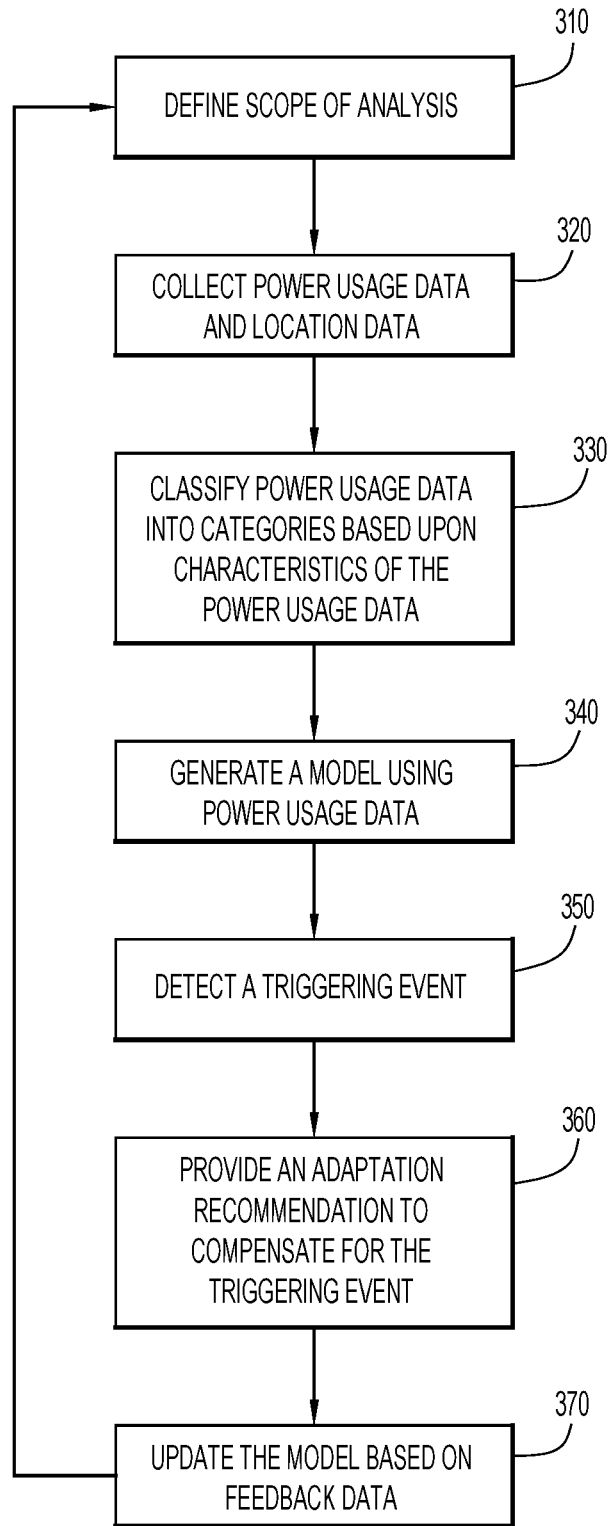 310
DEFINE SCOPE OF ANALYSIS
320
COLLECT POWER USAGE DATA
AND LOCATION DATA
330
CLASSIFY POWER USAGE DATA
INTO CATEGORIES BASED UPON
CHARACTERISTICS OF THE
POWER USAGE DATA
340
GENERATE A MODEL USING
POWER USAGE DATA
350
DETECT A TRIGGERING EVENT
360
PROVIDE AN ADAPTATION
RECOMMENDATION TO
COMPENSATE FOR THE
TRIGGERING EVENT
370
UPDATE THE MODEL BASED ON
FEEDBACK DATA